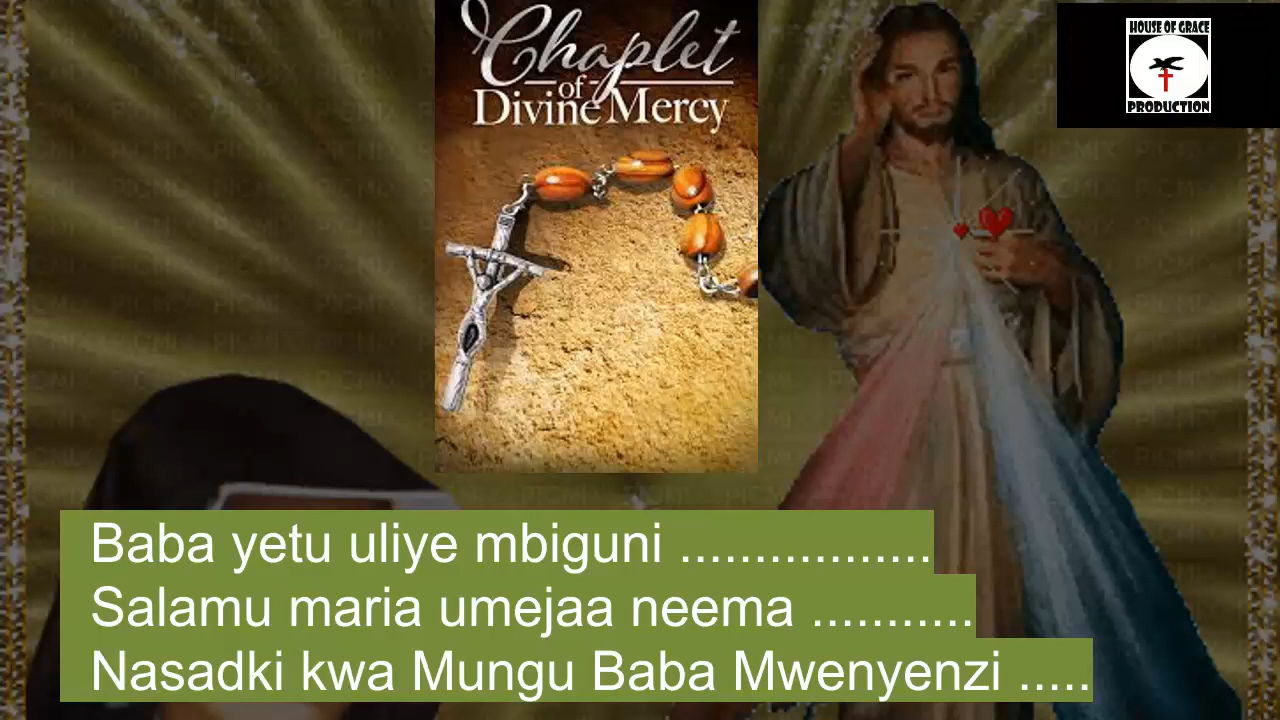 Chaplet
of
Divine Mercy
HOUSE OF GRACE
PRODUCTION
Baba yetu uliye mbiguni .................
Salamu maria umejaa neema ...........
Nasadki kwa Mungu Baba Mwenyenzi .....